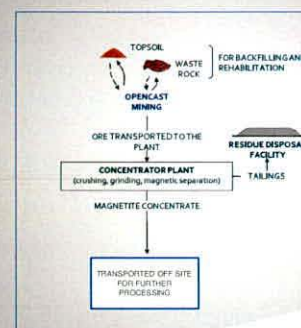 TOPSOIL
WASTE
ROCK
FOR BACKFILLING AN
REHABILITATION
OPENCAST
MINING
ORE TRANSPORTED TO THE
PLANT
RESIDUE DISPOSA
FACILITY
CONCENTRATOR PLANT
(crushing, grinding, magnetic separation)
TAILINGS
MAGNETITE CONCENTRATE
TRANSPORTED OFF SITE
FOR FURTHER
PROCESSING